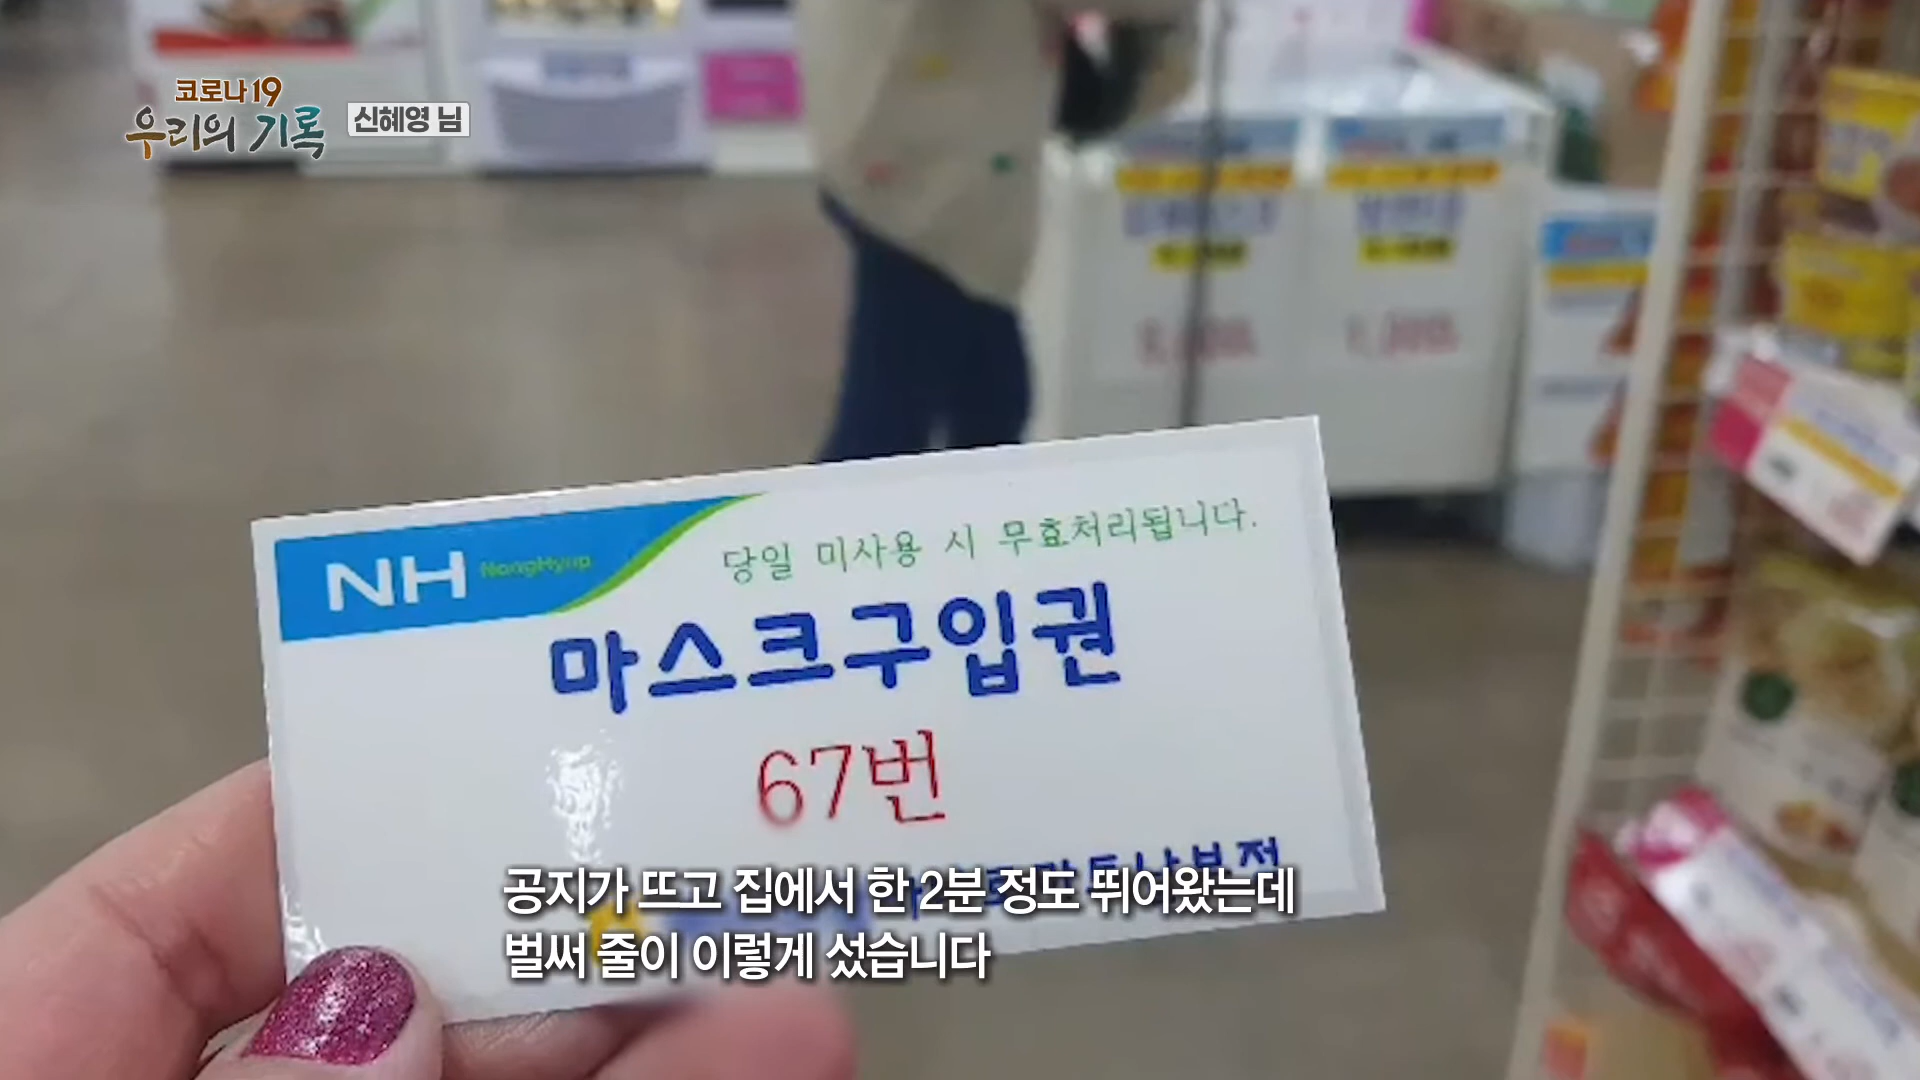 코로나19
우리의 기록 신혜영 님
NH NongHyup
당일 미사용 시 무효처리됩니다.
마스크구입권
67번
공지가 뜨고 집에서 한 2분 정도 뛰어왔는데
벌써 줄이 이렇게 섰습니다